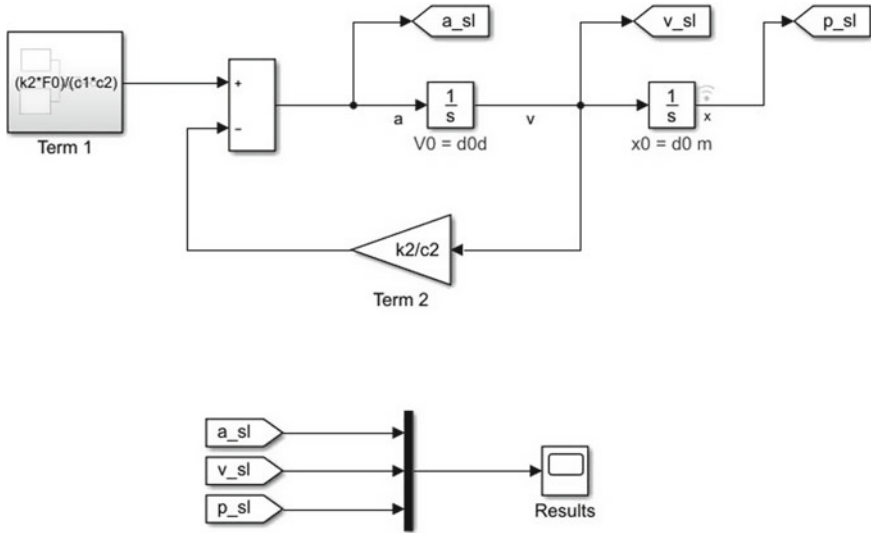 a_sl
v_sl
p_sl
(k2*F0)/(c1*c2)
+
−
1
s
1
s
a
v
x
Term 1
V0 = d0d
x0 = d0 m
k2/c2
Term 2
a_sl
v_sl
p_sl
Results